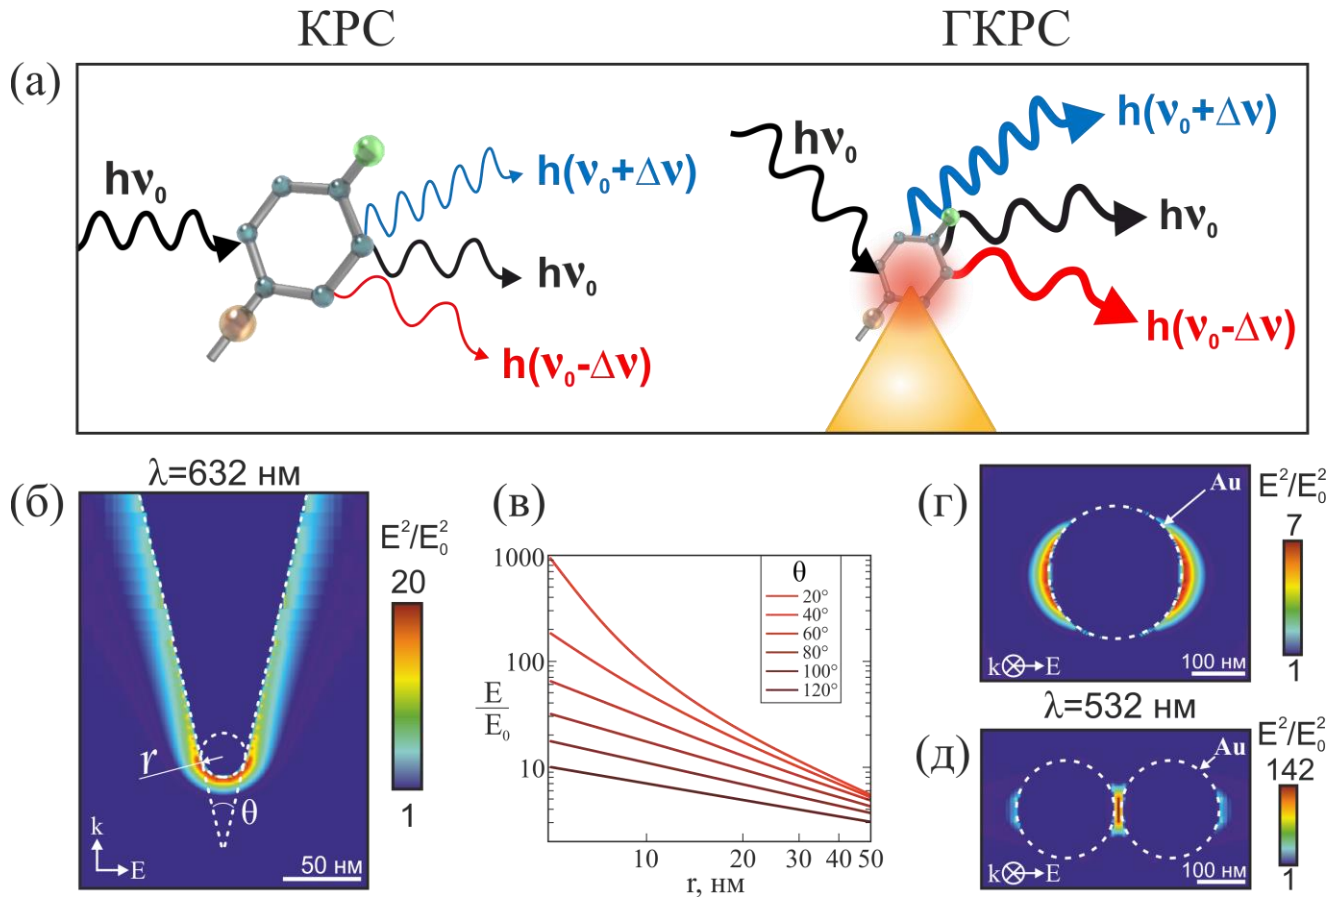 КРС
ГКРС
(а)
hν₀
h(ν₀+Δν)
hν₀
h(ν₀-Δν)
hν₀
h(ν₀+Δν)
hν₀
h(ν₀-Δν)
(б)
λ=632 нм
E²/E₀²
20
1
r
θ
k
E
50 нм
(в)
1000
100
10
E/E₀
θ
20°
40°
60°
80°
100°
120°
10 20 30 40 50
r, нм
(г)
Au
E²/E₀²
7
1
k E
100 нм
λ=532 нм
(д)
Au
E²/E₀²
142
1
k E
100 нм